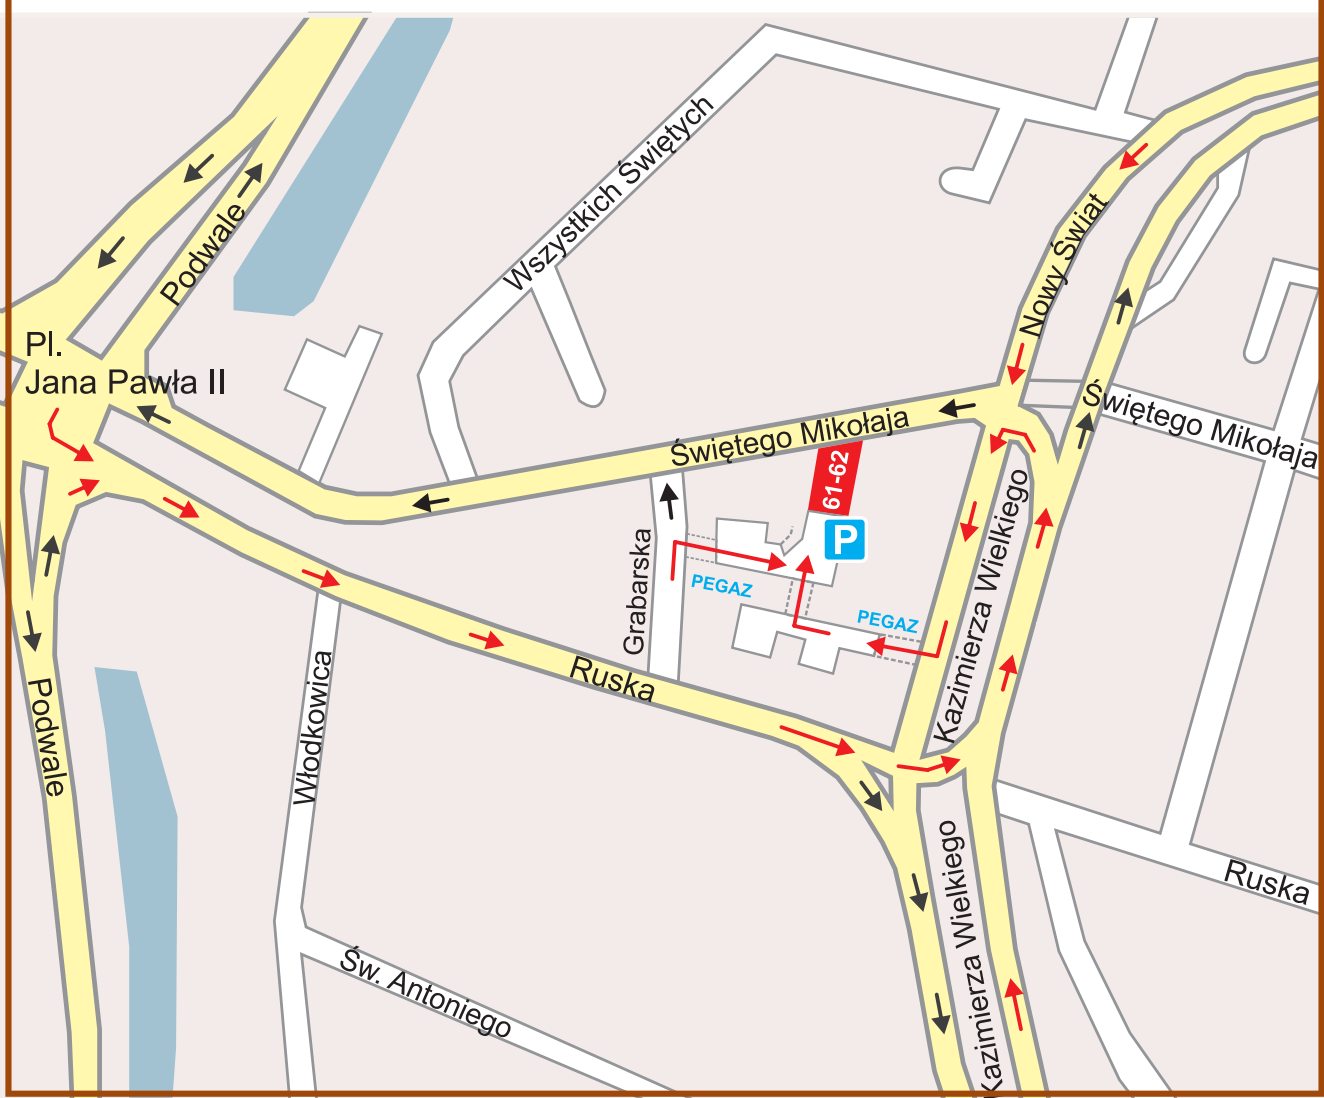 Wszystkich Świętych
Podwale
Nowy Świat
Pl.
Jana Pawła II
Świętego Mikołaja
Świętego Mikołaja
61-62
P
Kazimierza Wielkiego
Grabarska
PEGAZ
PEGAZ
Ruska
Włodkowica
Podwale
Kazimierza Wielkiego
Ruska
Św. Antoniego